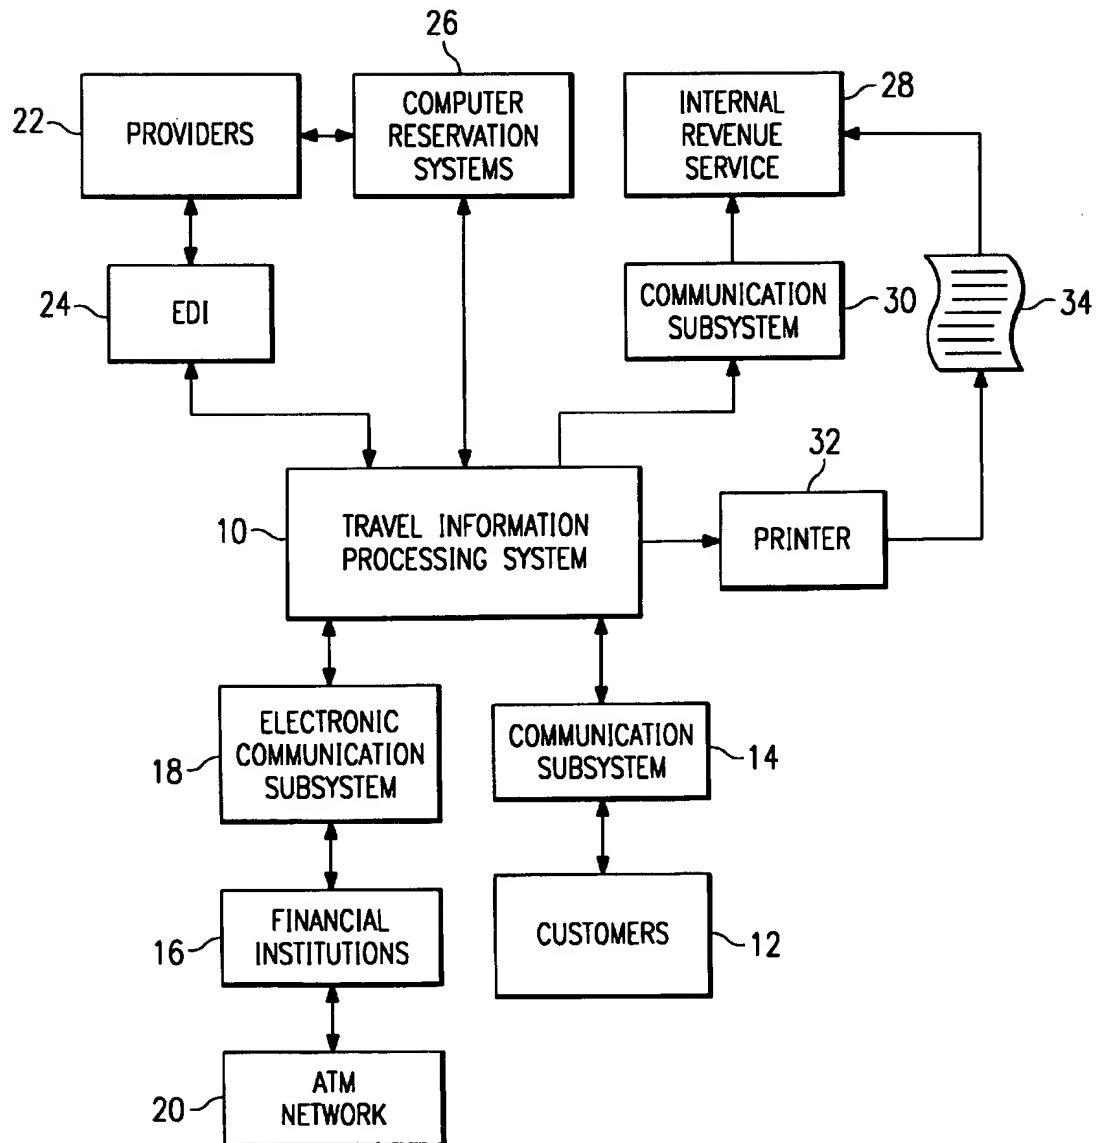 26
22
PROVIDERS
COMPUTER
RESERVATION
SYSTEMS
INTERNAL
REVENUE
SERVICE
28
24
EDI
COMMUNICATION
SUBSYSTEM
30
34
10
TRAVEL INFORMATION
PROCESSING SYSTEM
32
PRINTER
18
ELECTRONIC
COMMUNICATION
SUBSYSTEM
COMMUNICATION
SUBSYSTEM
14
16
FINANCIAL
INSTITUTIONS
CUSTOMERS
12
20
ATM
NETWORK